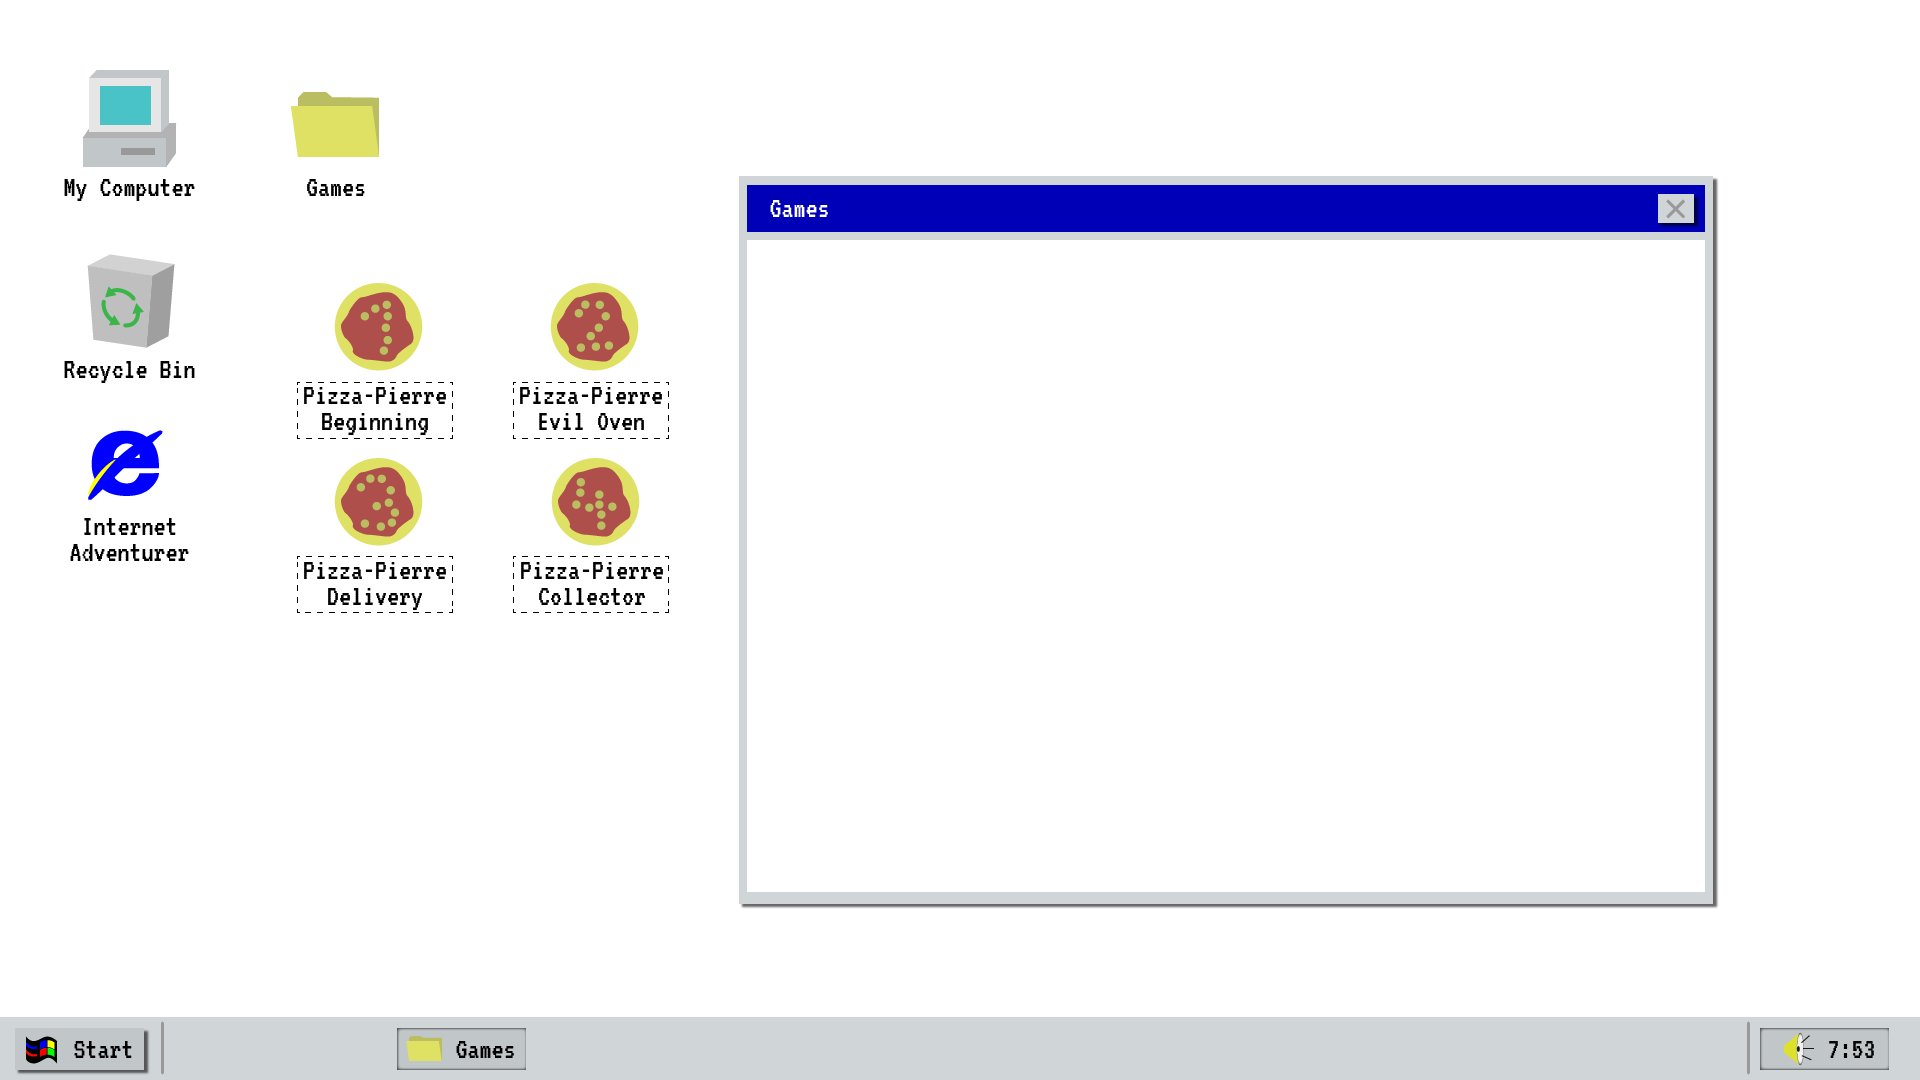 My Computer
Games
Games
Recycle Bin
Pizza-Pierre
Beginning
Pizza-Pierre
Evil Oven
Internet
Adventurer
Pizza-Pierre
Delivery
Pizza-Pierre
Collector
Start
Games
7:53